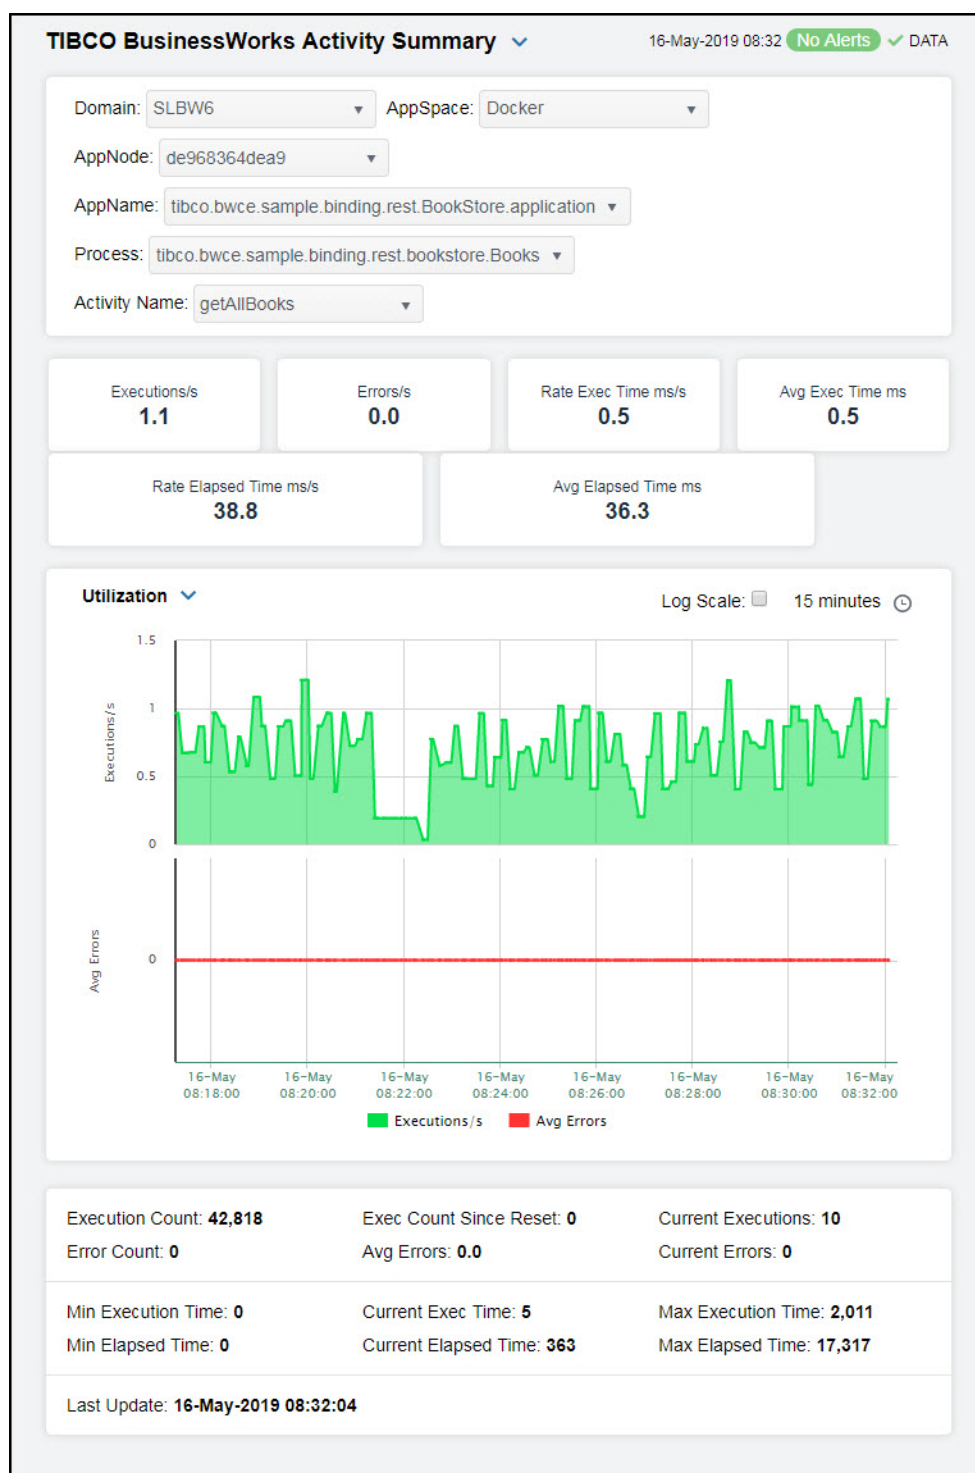 TIBCO BusinessWorks Activity Summary 16-May-2019 08:32 No Alerts DATA
Domain: SLBW6 AppSpace: Docker
AppNode: de968364dea9
AppName: tibco.bwce.sample.binding.rest.BookStore.application
Process: tibco.bwce.sample.binding.rest.bookstore.Books
Activity Name: getAllBooks
Executions/s Errors/s Rate Exec Time ms/s Avg Exec Time ms
1.1 0.0 0.5 0.5
Rate Elapsed Time ms/s Avg Elapsed Time ms
38.8 36.3
Utilization Log Scale: 15 minutes
1.5
1
0.5
0
Executions/s
0
Avg Errors
16-May 16-May 16-May 16-May 16-May 16-May 16-May 16-May
08:18:00 08:20:00 08:22:00 08:24:00 08:26:00 08:28:00 08:30:00 08:32:00
Executions/s Avg Errors
Execution Count: 42,818 Exec Count Since Reset: 0 Current Executions: 10
Error Count: 0 Avg Errors: 0.0 Current Errors: 0
Min Execution Time: 0 Current Exec Time: 5 Max Execution Time: 2,011
Min Elapsed Time: 0 Current Elapsed Time: 363 Max Elapsed Time: 17,317
Last Update: 16-May-2019 08:32:04